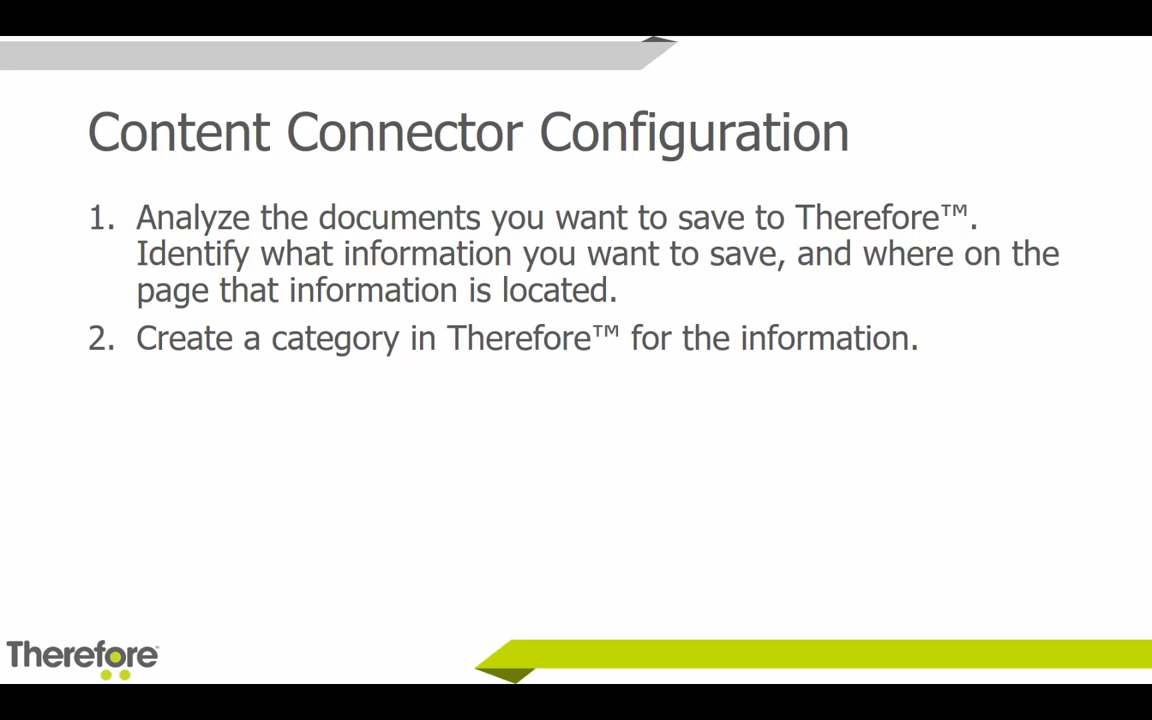 Content Connector Configuration
1. Analyze the documents you want to save to Therefore™.
Identify what information you want to save, and where on the
page that information is located.
2. Create a category in Therefore™ for the information.
Therefore™